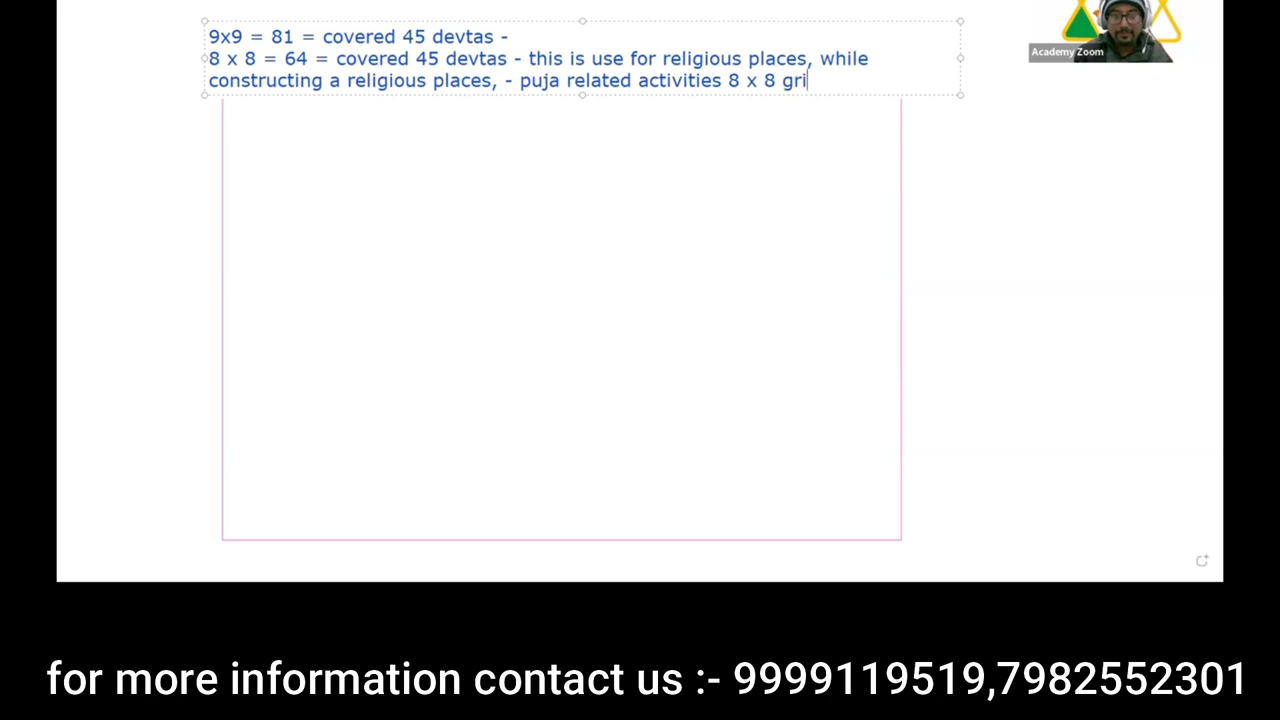 9x9 = 81 = covered 45 devtas -
8 x 8 = 64 = covered 45 devtas - this is use for religious places, while
constructing a religious places, - puja related activities 8 x 8 gri
Academy Zoom
for more information contact us :- 9999119519,7982552301